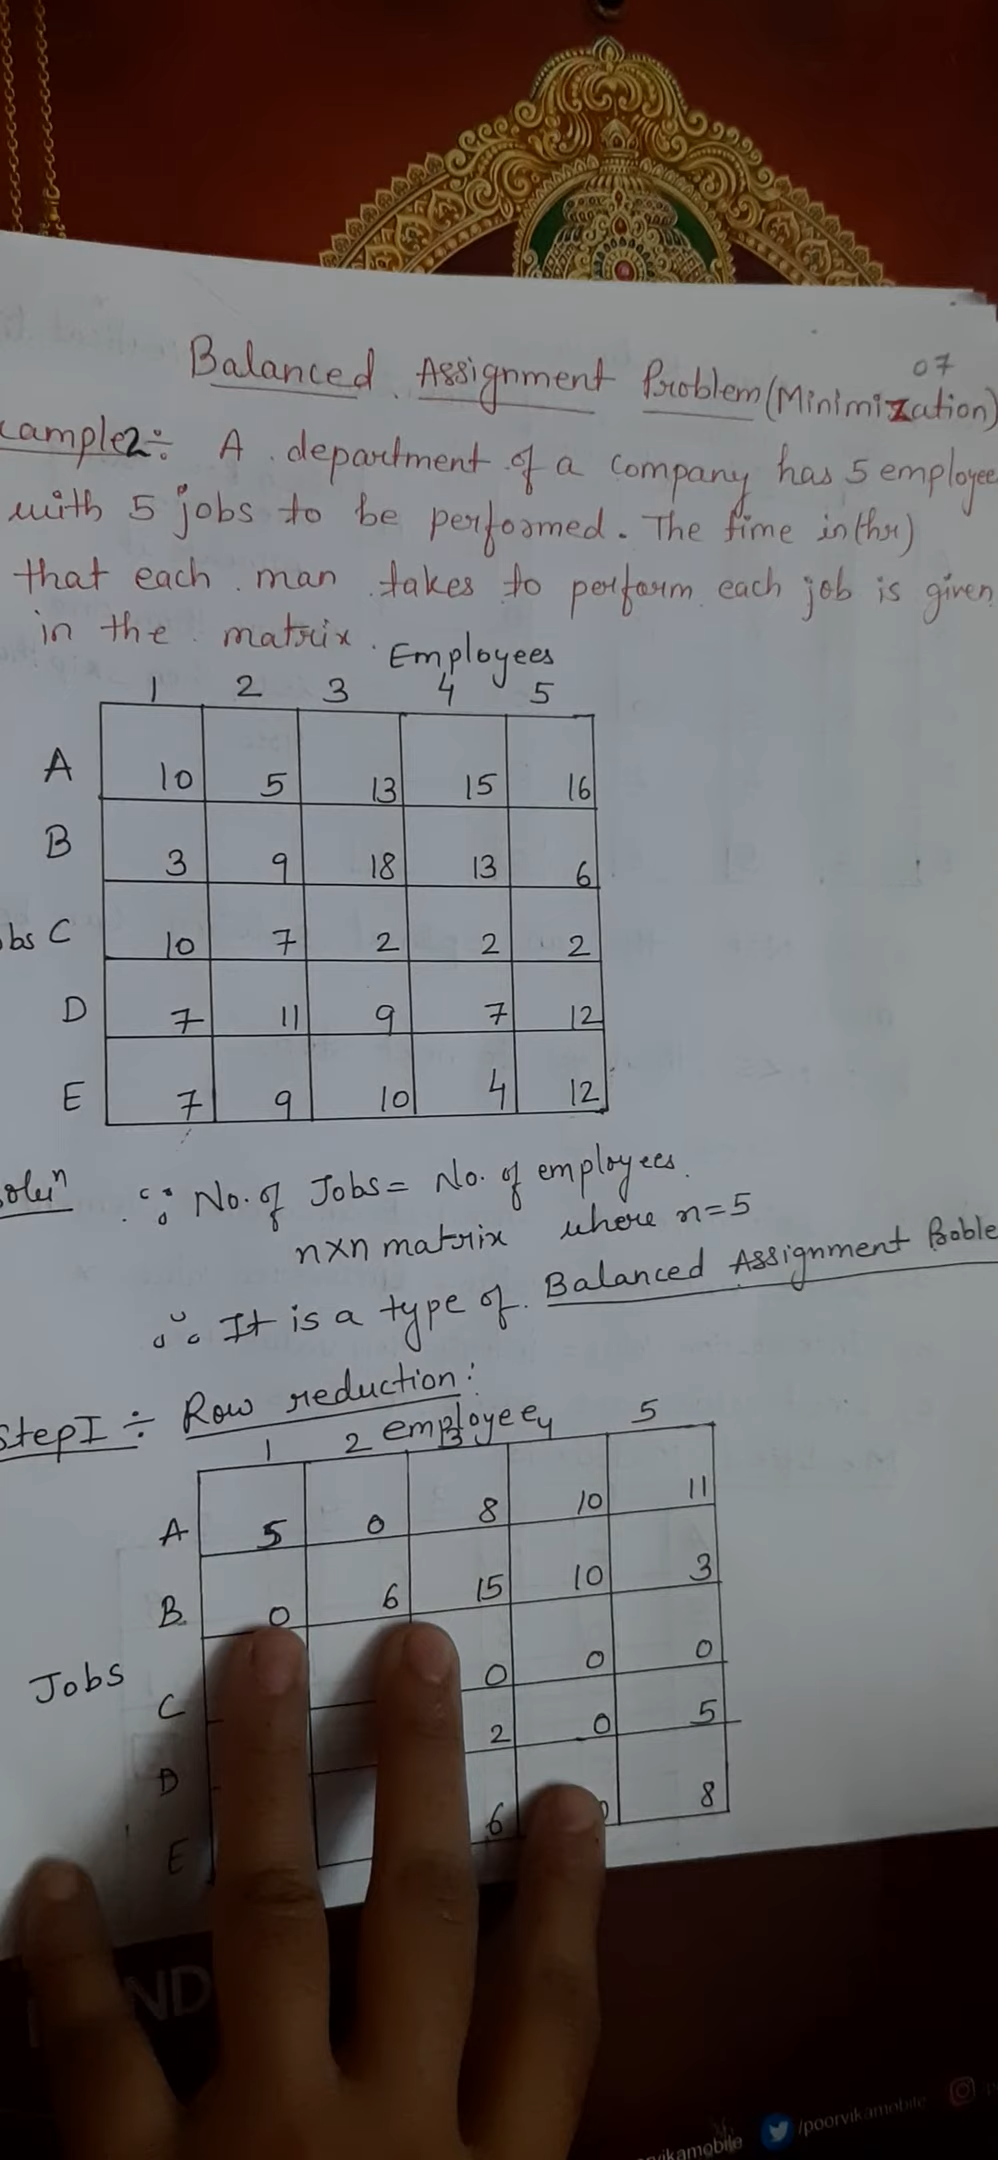 07
Balanced Assignment Problem (Minimization)
A department of a company has 5 employee
with 5 jobs to be performed. The time in (hr)
that each man takes to perform each job is given
in the matrix.
Employees
1 2 3 4 5
A 10 5 13 15 16
B 3 9 18 13 6
C 10 7 2 2 2
D 7 11 9 7 12
E 7 9 10 4 12
∵ No. of Jobs = No. of employees.
n×n matrix where n=5
∴ It is a type of Balanced Assignment
Step I ÷ Row reduction:
employee
1 2 3 4 5
A 5 0 8 10 11
B 0 6 15 10 3
Jobs
C 0 0 0
D 2 0 5
E 6 8
/poorvikamobile